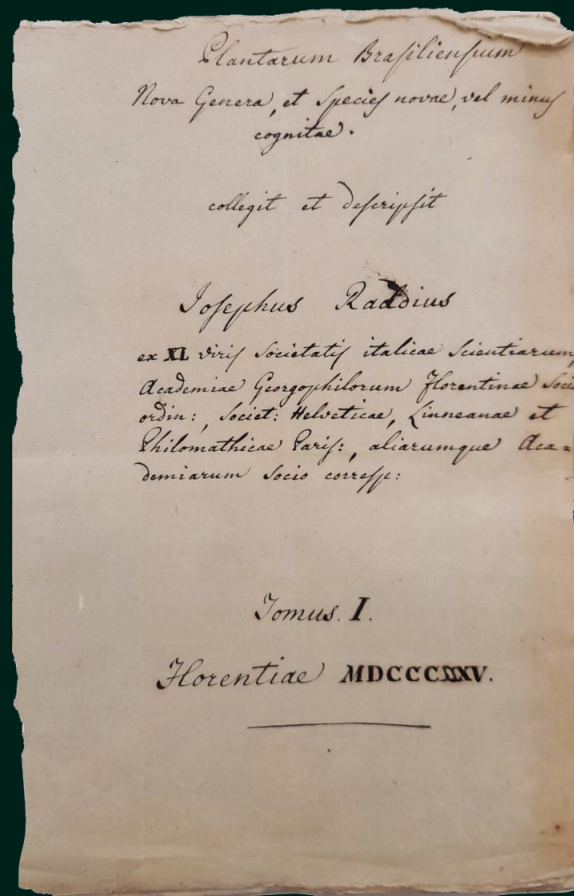 Plantarum Brasiliensium
Nova Genera, et Species novae, vel minus
cognitae.
collegit et descripsit
Josephus Raddius
ex XL viris Societatis italicae Scientiarum,
Academiae Georgophilorum Florentinae Soci
ordin:, Societ: Helveticae, Linneanae et
Philomathicae Paris:, aliarumque Aca=
demiarum Socio corresp:
Tomus. I.
Florentiae MDCCCXXV.